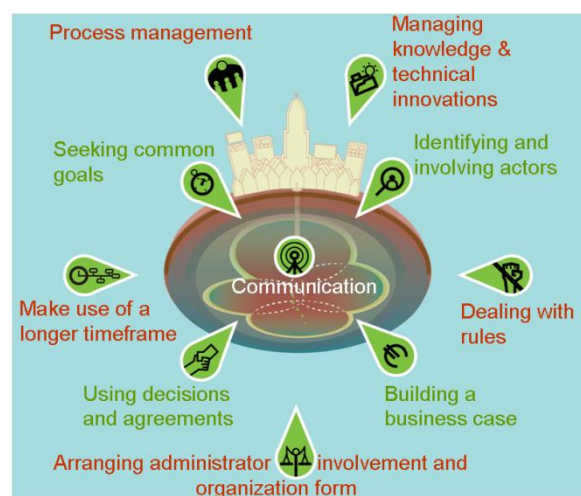 Process management
Managing
knowledge &
technical
innovations
Seeking common
goals
Identifying and
involving actors
Communication
Make use of a
longer timeframe
Dealing with
rules
Using decisions
and agreements
Building a
business case
Arranging administrator involvement and
organization form